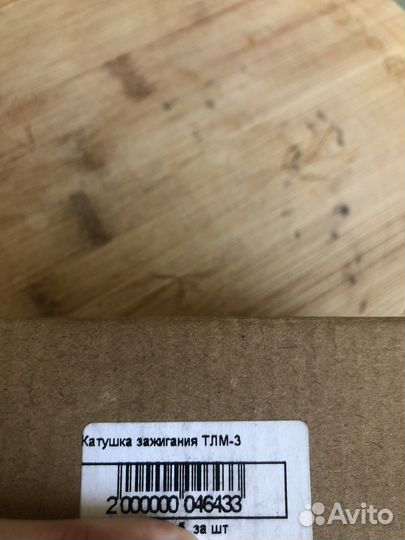 Катушка зажигания ТЛМ-3
2 000000 046433
за шт
Avito